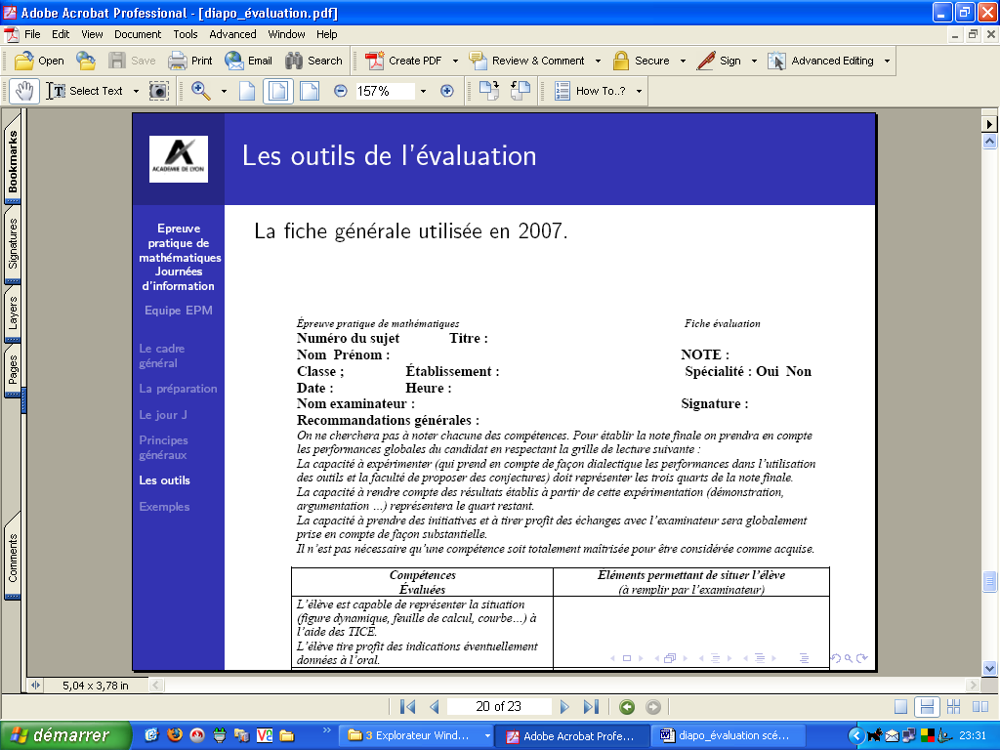 Adobe Acrobat Professional - [diapo_évaluation.pdf]
File Edit View Document Tools Advanced Window Help
Open Save Print Email Search Create PDF Review & Comment Secure Sign Advanced Editing
Select Text 157% How To..?
Bookmarks
Signatures
Layers
Pages
Comments
ACADEMIE DE LYON
Les outils de l'évaluation
Epreuve
pratique de
mathématiques
Journées
d'information
Equipe EPM
Le cadre
général
La préparation
Le jour J
Principes
généraux
Les outils
Exemples
La fiche générale utilisée en 2007.
Épreuve pratique de mathématiques Fiche évaluation
Numéro du sujet Titre :
Nom Prénom : NOTE :
Classe ; Établissement : Spécialité : Oui Non
Date : Heure :
Nom examinateur : Signature :
Recommandations générales :
On ne cherchera pas à noter chacune des compétences. Pour établir la note finale on prendra en compte
les performances globales du candidat en respectant la grille de lecture suivante :
La capacité à expérimenter (qui prend en compte de façon dialectique les performances dans l'utilisation
des outils et la faculté de proposer des conjectures) doit représenter les trois quarts de la note finale.
La capacité à rendre compte des résultats établis à partir de cette expérimentation (démonstration,
argumentation ...) représentera le quart restant.
La capacité à prendre des initiatives et à tirer profit des échanges avec l'examinateur sera globalement
prise en compte de façon substantielle.
Il n'est pas nécessaire qu'une compétence soit totalement maîtrisée pour être considérée comme acquise.
Compétences Éléments permettant de situer l'élève
Évaluées (à remplir par l'examinateur)
L'élève est capable de représenter la situation
(figure dynamique, feuille de calcul, courbe...) à
l'aide des TICE.
L'élève tire profit des indications éventuellement
données à l'oral.
5,04 x 3,78 in
20 of 23
démarrer 3 Explorateur Wind... Adobe Acrobat Profe... diapo_évaluation scé... 23:31